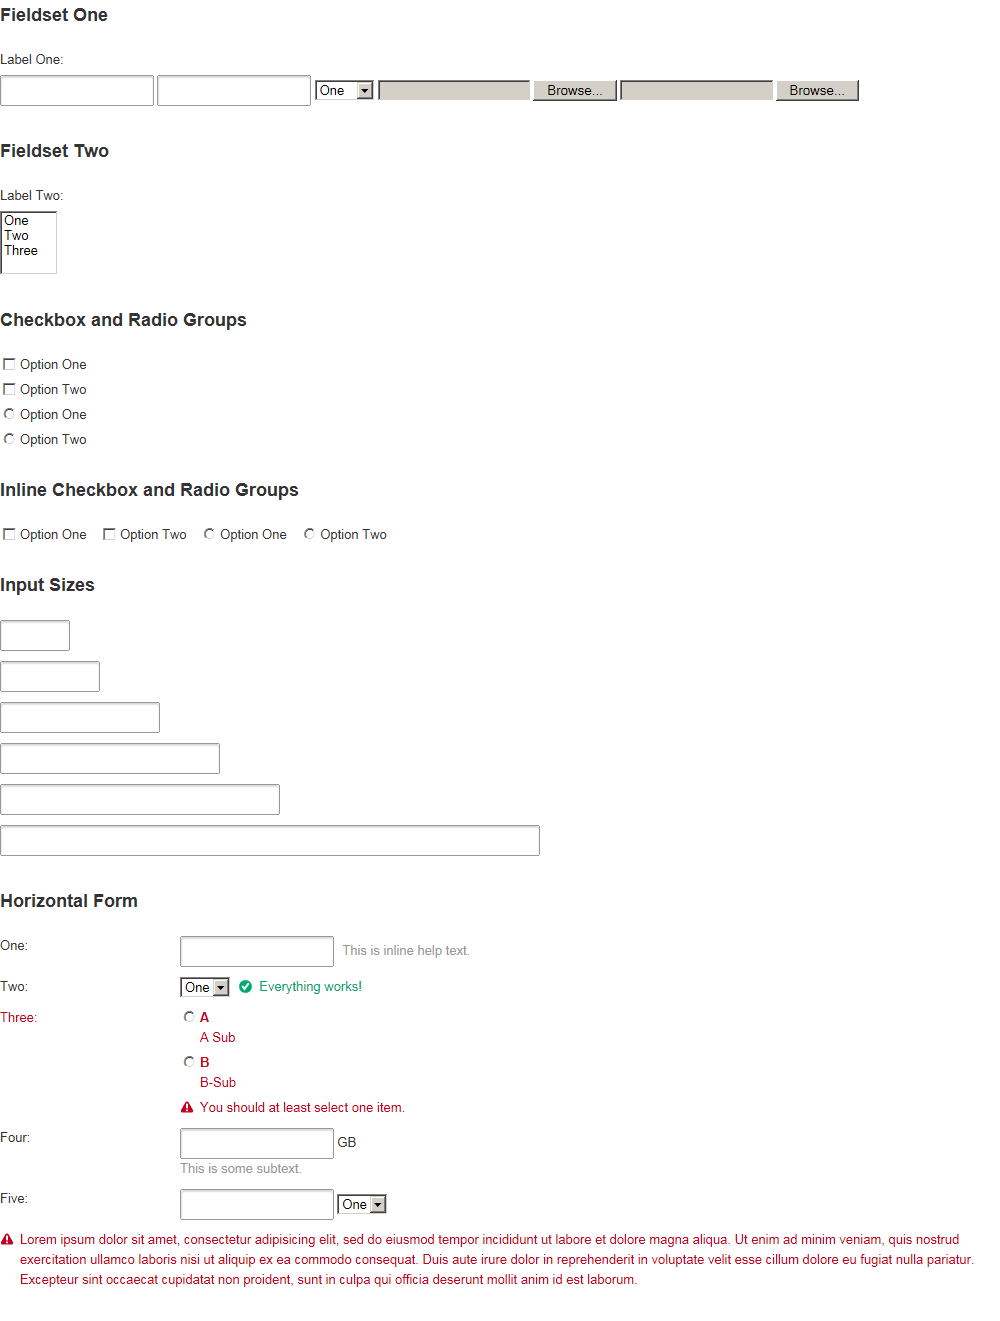 Fieldset One
Label One:
One Browse... Browse...
Fieldset Two
Label Two:
One
Two
Three
Checkbox and Radio Groups
Option One
Option Two
Option One
Option Two
Inline Checkbox and Radio Groups
Option One Option Two Option One Option Two
Input Sizes
Horizontal Form
One: This is inline help text.
Two: One Everything works!
Three: A
A Sub
B
B-Sub
You should at least select one item.
Four: GB
This is some subtext.
Five: One
Lorem ipsum dolor sit amet, consectetur adipisicing elit, sed do eiusmod tempor incididunt ut labore et dolore magna aliqua. Ut enim ad minim veniam, quis nostrud
exercitation ullamco laboris nisi ut aliquip ex ea commodo consequat. Duis aute irure dolor in reprehenderit in voluptate velit esse cillum dolore eu fugiat nulla pariatur.
Excepteur sint occaecat cupidatat non proident, sunt in culpa qui officia deserunt mollit anim id est laborum.